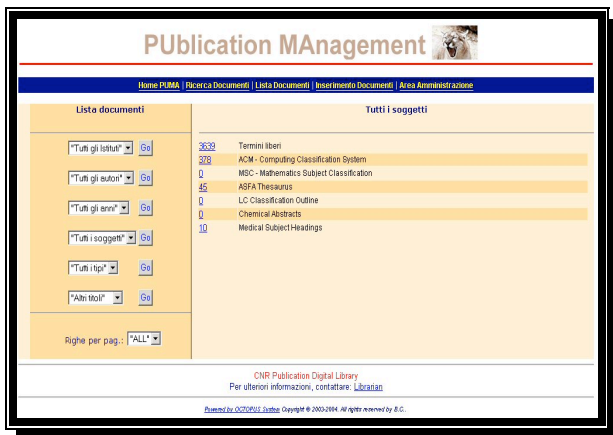 PUblication MAnagement
Home PUMA | Ricerca Documenti | Lista Documenti | Inserimento Documenti | Area Amministrazione
Lista documenti
"Tutti gli Istituti" Go
"Tutti gli autori" Go
"Tutti gli anni" Go
"Tutti i soggetti" Go
"Tutti i tipi" Go
"Altri titoli" Go
Righe per pag.: "ALL"
Tutti i soggetti
3639 Termini liberi
378 ACM - Computing Classification System
0 MSC - Mathematics Subject Classification
45 ASFA Thesaurus
0 LC Classification Outline
0 Chemical Abstracts
10 Medical Subject Headings
CNR Publication Digital Library
Per ulteriori informazioni, contattare: Librarian
Powered by OCTOPUS System Copyright © 2003-2004. All rights reserved by B.C..